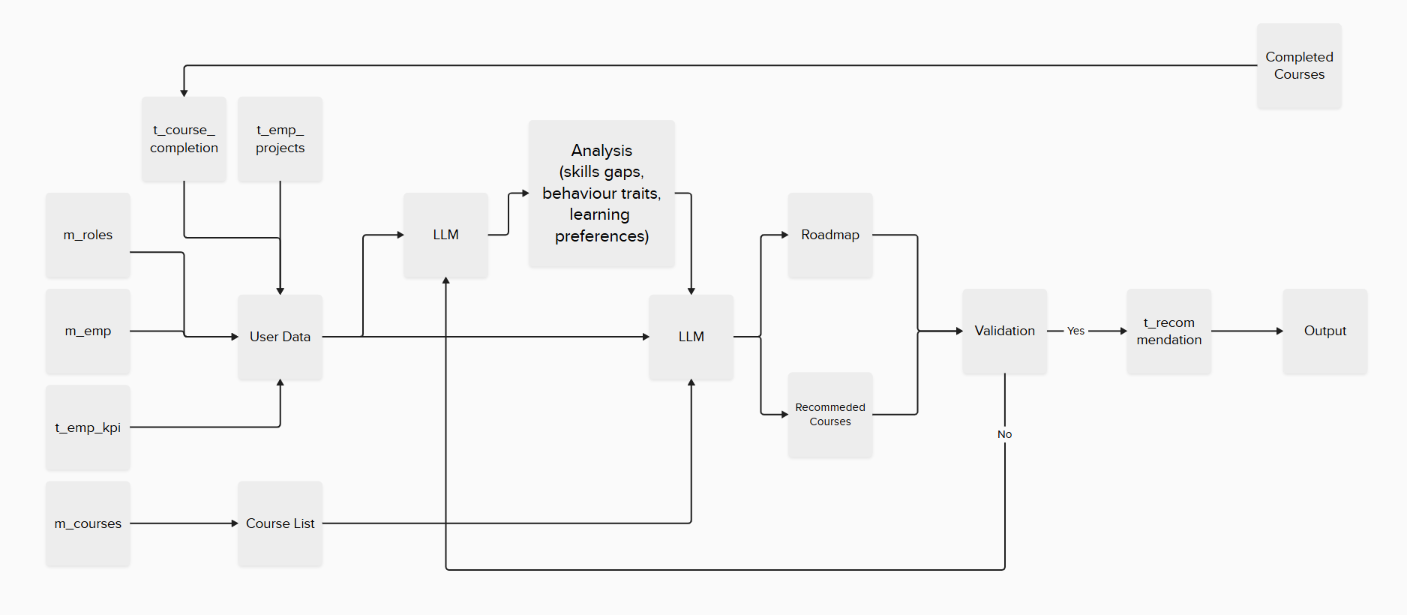 Completed
Courses
t_course_
completion
t_emp_
projects
Analysis
(skills gaps,
behaviour traits,
learning
preferences)
m_roles
LLM
Roadmap
m_emp
User Data
LLM
Validation
Yes
t_recom
mendation
Output
t_emp_kpi
Recommeded
Courses
No
m_courses
Course List